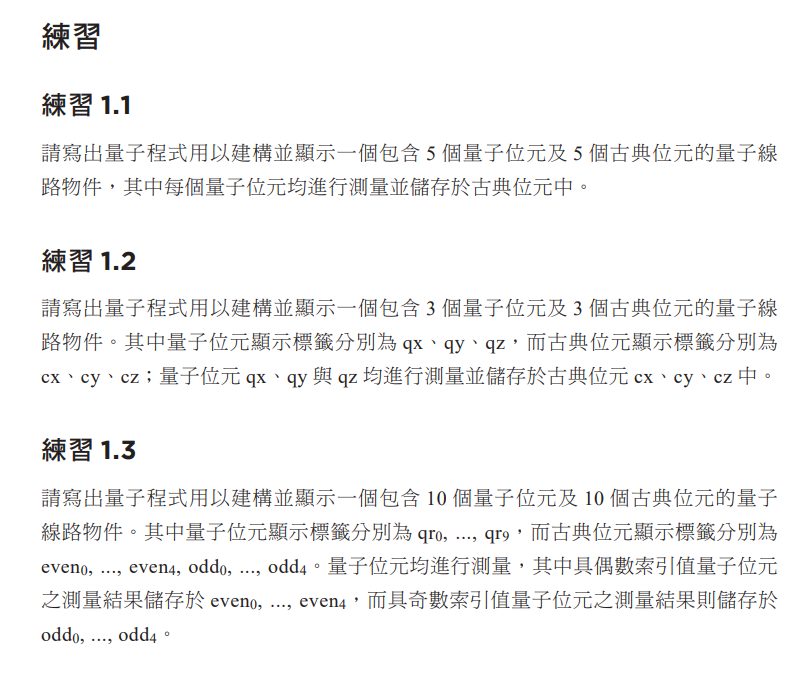 練習
練習 1.1
請寫出量子程式用以建構並顯示一個包含 5 個量子位元及 5 個古典位元的量子線
路物件，其中每個量子位元均進行測量並儲存於古典位元中。
練習 1.2
請寫出量子程式用以建構並顯示一個包含 3 個量子位元及 3 個古典位元的量子線
路物件。其中量子位元顯示標籤分別為 qx、qy、qz，而古典位元顯示標籤分別為
cx、cy、cz；量子位元 qx、qy 與 qz 均進行測量並儲存於古典位元 cx、cy、cz 中。
練習 1.3
請寫出量子程式用以建構並顯示一個包含 10 個量子位元及 10 個古典位元的量子
線路物件。其中量子位元顯示標籤分別為 qr₀, ..., qr₉，而古典位元顯示標籤分別為
even₀, ..., even₄, odd₀, ..., odd₄。量子位元均進行測量，其中具偶數索引值量子位元
之測量結果儲存於 even₀, ..., even₄，而具奇數索引值量子位元之測量結果則儲存於
odd₀, ..., odd₄。